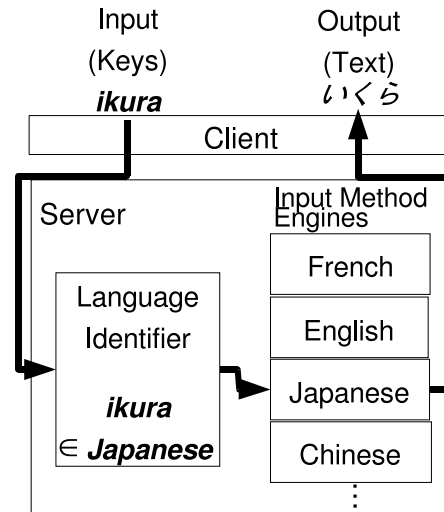 Input
(Keys)
ikura
Output
(Text)
いくら
Client
Server
Language
Identifier
ikura
∈ Japanese
Input Method
Engines
French
English
Japanese
Chinese
⋮